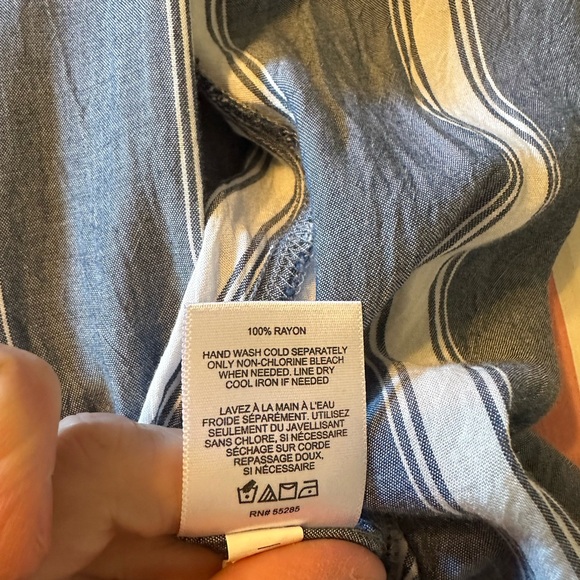 100% RAYON
HAND WASH COLD SEPARATELY
ONLY NON-CHLORINE BLEACH
WHEN NEEDED. LINE DRY
COOL IRON IF NEEDED
LAVEZ À LA MAIN À L'EAU
FROIDE SÉPARÉMENT. UTILISEZ
SEULEMENT DU JAVELLISANT
SANS CHLORE, SI NÉCESSAIRE
SÉCHAGE SUR CORDE
REPASSAGE DOUX,
SI NÉCESSAIRE
RN# 55285